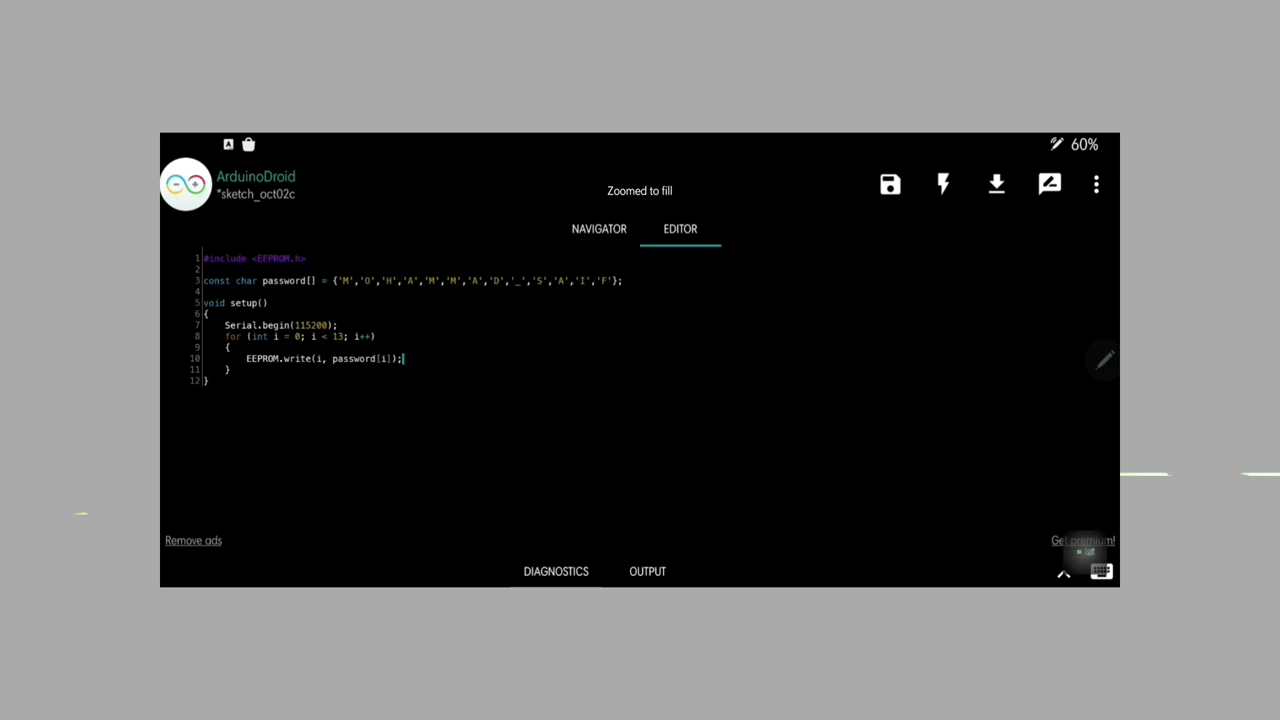 60%
ArduinoDroid
*sketch_oct02c
Zoomed to fill
NAVIGATOR EDITOR
1 #include <EEPROM.h>
2
3 const char password[] = {'M','O','H','A','M','M','A','D','_','S','A','I','F'};
4
5 void setup()
6 {
7 Serial.begin(115200);
8 for (int i = 0; i < 13; i++)
9 {
10 EEPROM.write(i, password[i]);
11 }
12 }
Remove ads
Get premium!
DIAGNOSTICS OUTPUT